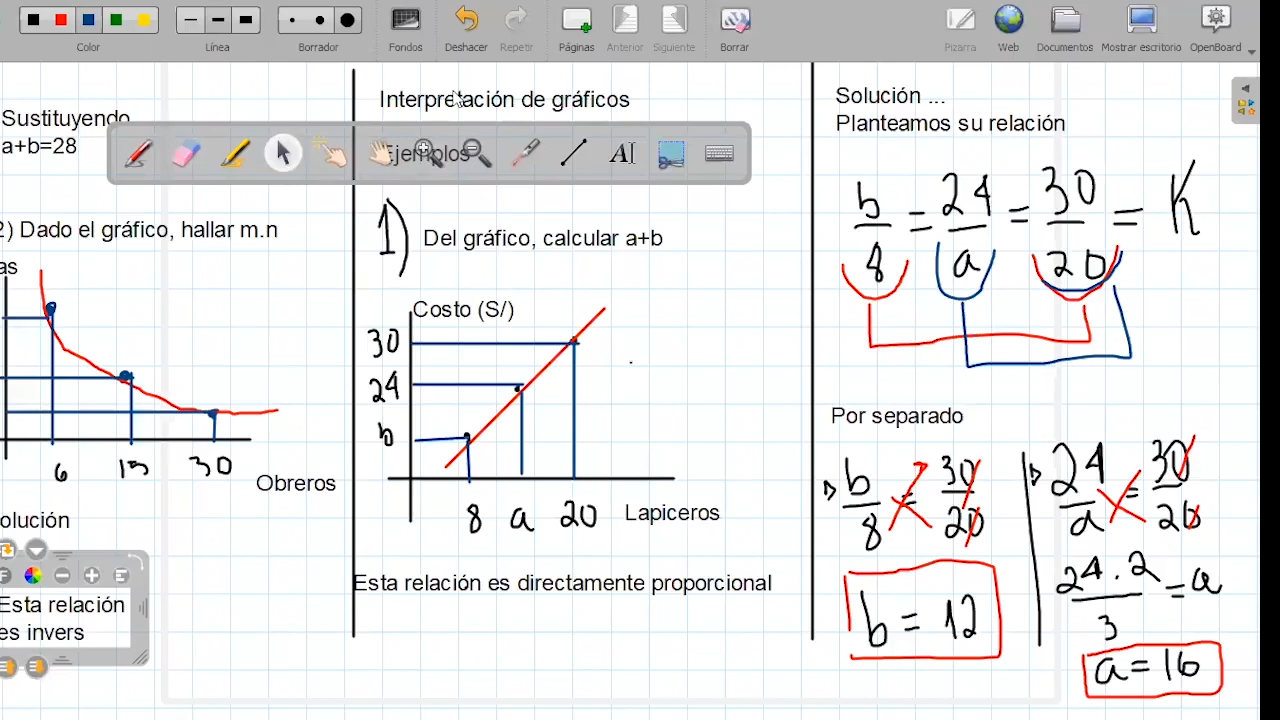 Color
Línea
Borrador
Fondos
Deshacer
Repetir
Páginas
Anterior
Siguiente
Borrar
Pizarra
Web
Documentos
Mostrar escritorio
OpenBoard
Sustituyendo
a+b=28
2) Dado el gráfico, hallar m.n
as
6
15
30
Obreros
olución
Esta relación
es invers
Interpretación de gráficos
Ejemplos
1) Del gráfico, calcular a+b
Costo (S/)
30
24
b
8 a 20 Lapiceros
Esta relación es directamente proporcional
Solución ...
Planteamos su relación
b/8 = 24/a = 30/20 = K
Por separado
b/8 = 30/20
b = 12
24/a = 30/20
24.2/3 = a
a = 16